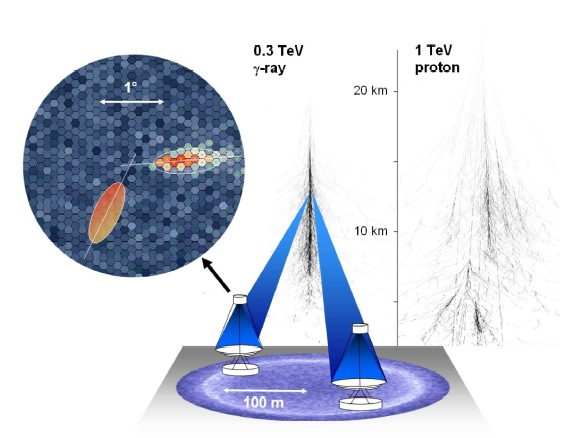 0.3 TeV
γ-ray
1 TeV
proton
1°
20 km
10 km
100 m